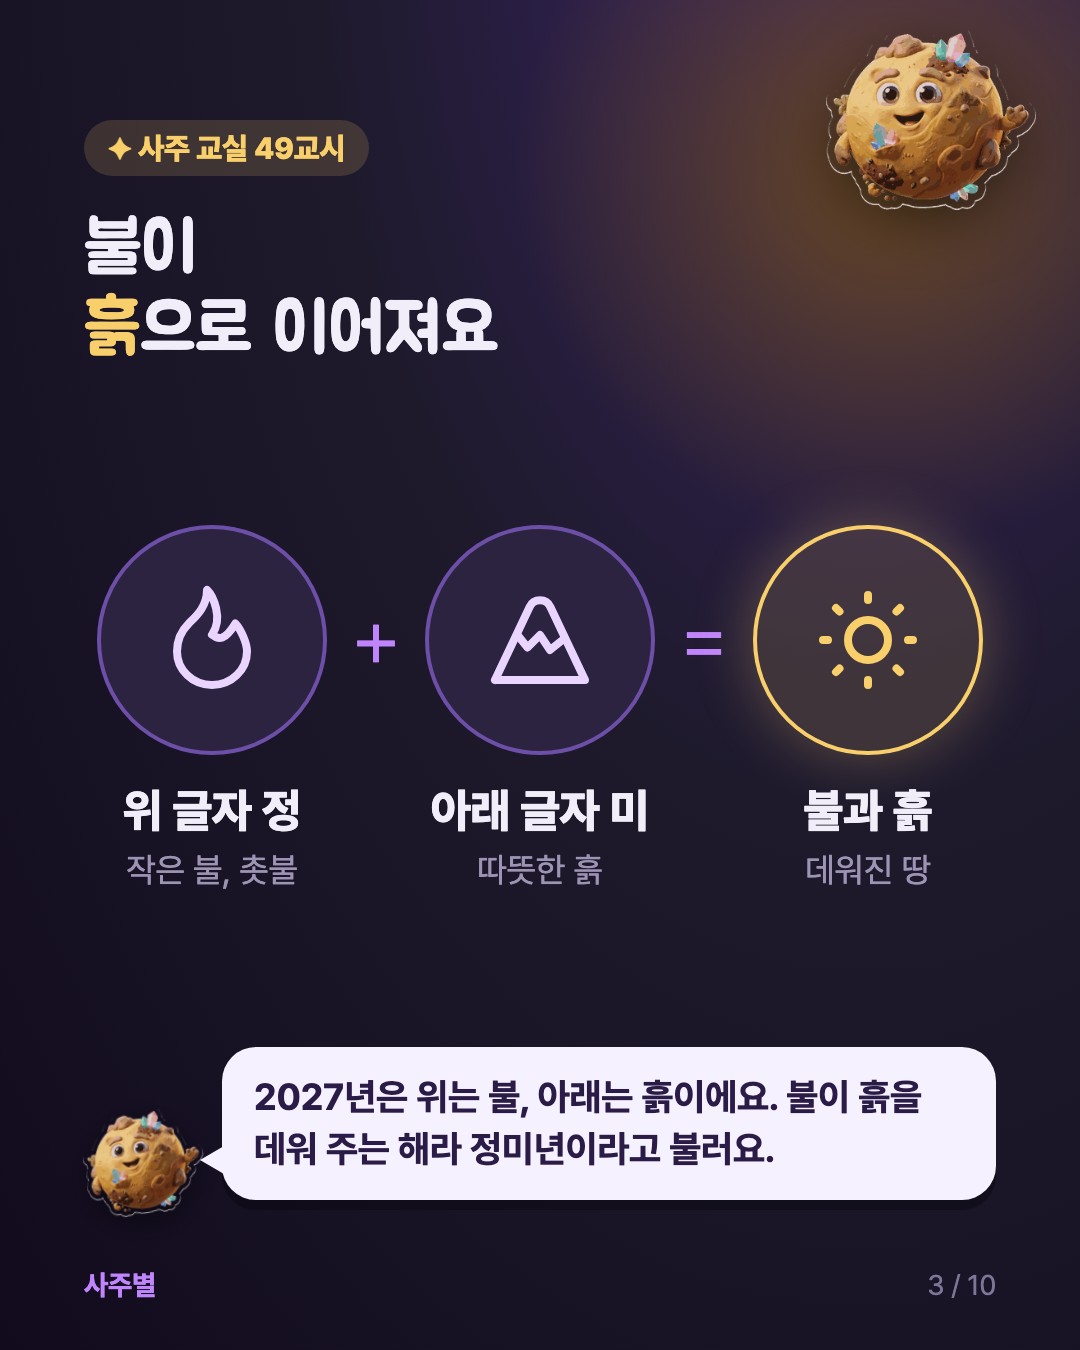 ✦ 사주 교실 49교시
불이
흙으로 이어져요
+
=
위 글자 정
아래 글자 미
불과 흙
작은 불, 촛불
따뜻한 흙
데워진 땅
2027년은 위는 불, 아래는 흙이에요. 불이 흙을
데워 주는 해라 정미년이라고 불러요.
사주별
3 / 10